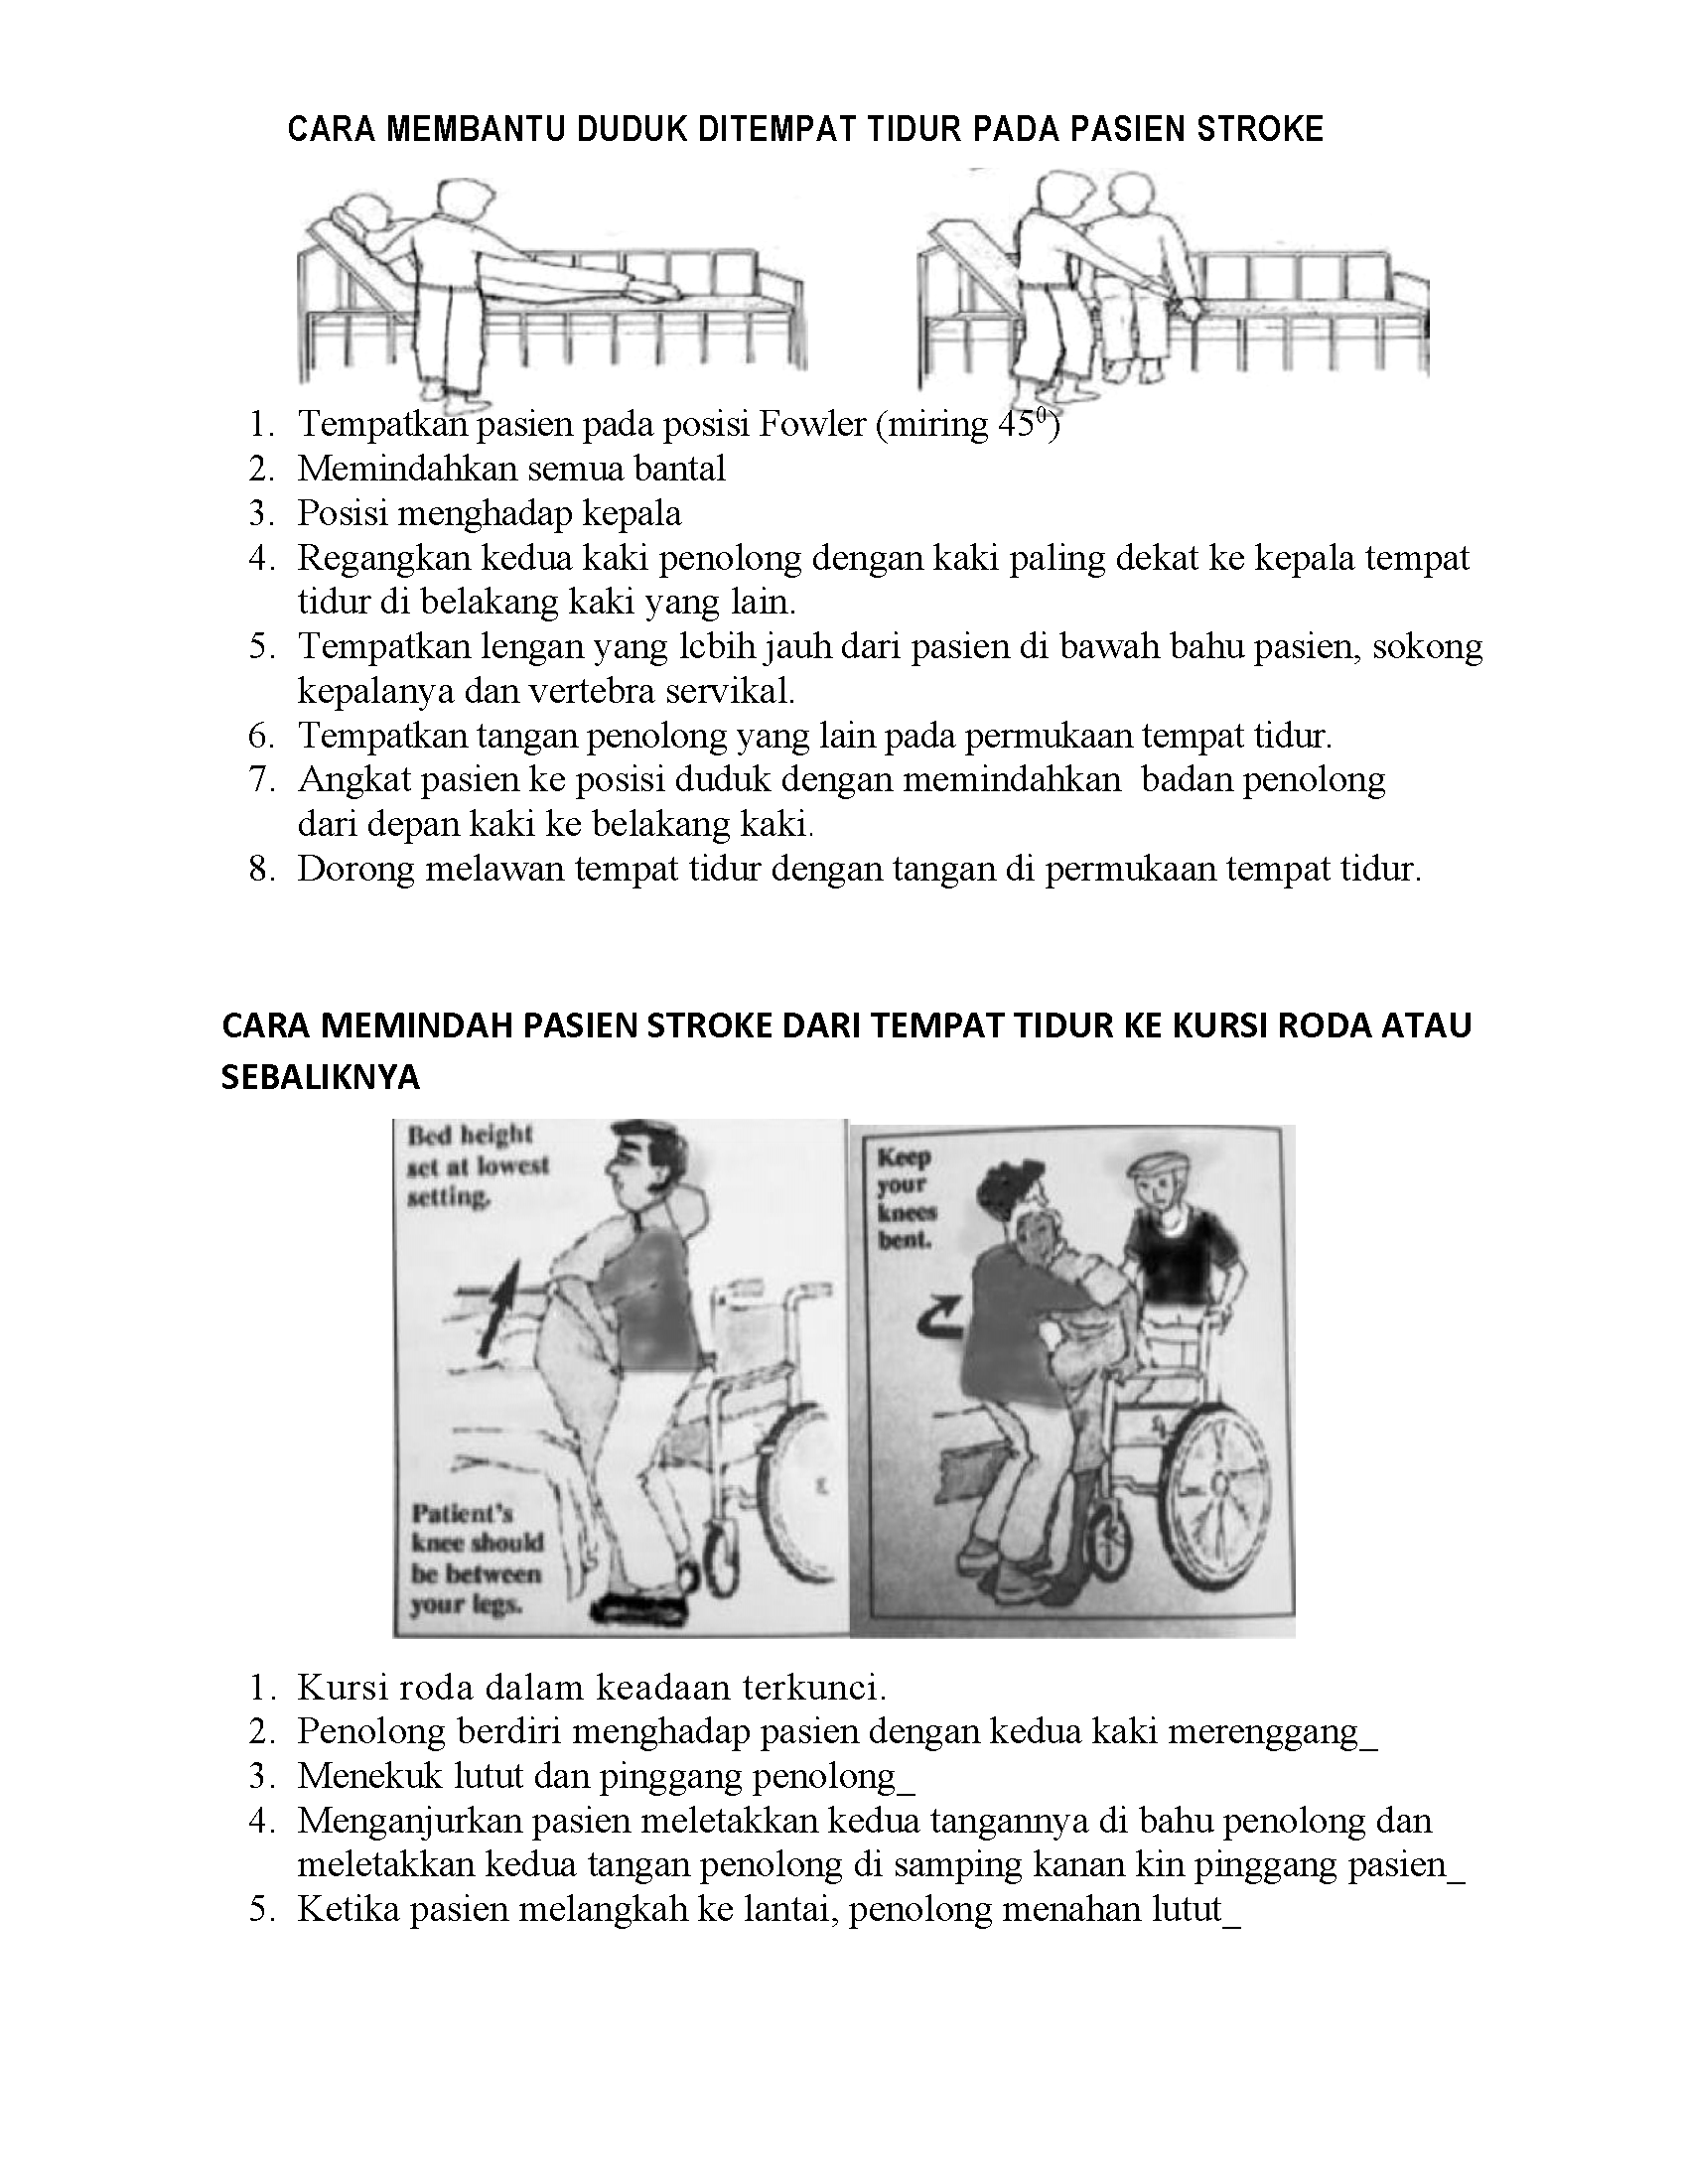 CARA MEMBANTU DUDUK DITEMPAT TIDUR PADA PASIEN STROKE
1. Tempatkan pasien pada posisi Fowler (miring 45⁰)
2. Memindahkan semua bantal
3. Posisi menghadap kepala
4. Regangkan kedua kaki penolong dengan kaki paling dekat ke kepala tempat
tidur di belakang kaki yang lain.
5. Tempatkan lengan yang lcbih jauh dari pasien di bawah bahu pasien, sokong
kepalanya dan vertebra servikal.
6. Tempatkan tangan penolong yang lain pada permukaan tempat tidur.
7. Angkat pasien ke posisi duduk dengan memindahkan badan penolong
dari depan kaki ke belakang kaki.
8. Dorong melawan tempat tidur dengan tangan di permukaan tempat tidur.
CARA MEMINDAH PASIEN STROKE DARI TEMPAT TIDUR KE KURSI RODA ATAU
SEBALIKNYA
Bed height
set at lowest
setting.
Patient's
knee should
be between
your legs.
Keep
your
knees
bent.
1. Kursi roda dalam keadaan terkunci.
2. Penolong berdiri menghadap pasien dengan kedua kaki merenggang_
3. Menekuk lutut dan pinggang penolong_
4. Menganjurkan pasien meletakkan kedua tangannya di bahu penolong dan
meletakkan kedua tangan penolong di samping kanan kin pinggang pasien_
5. Ketika pasien melangkah ke lantai, penolong menahan lutut_